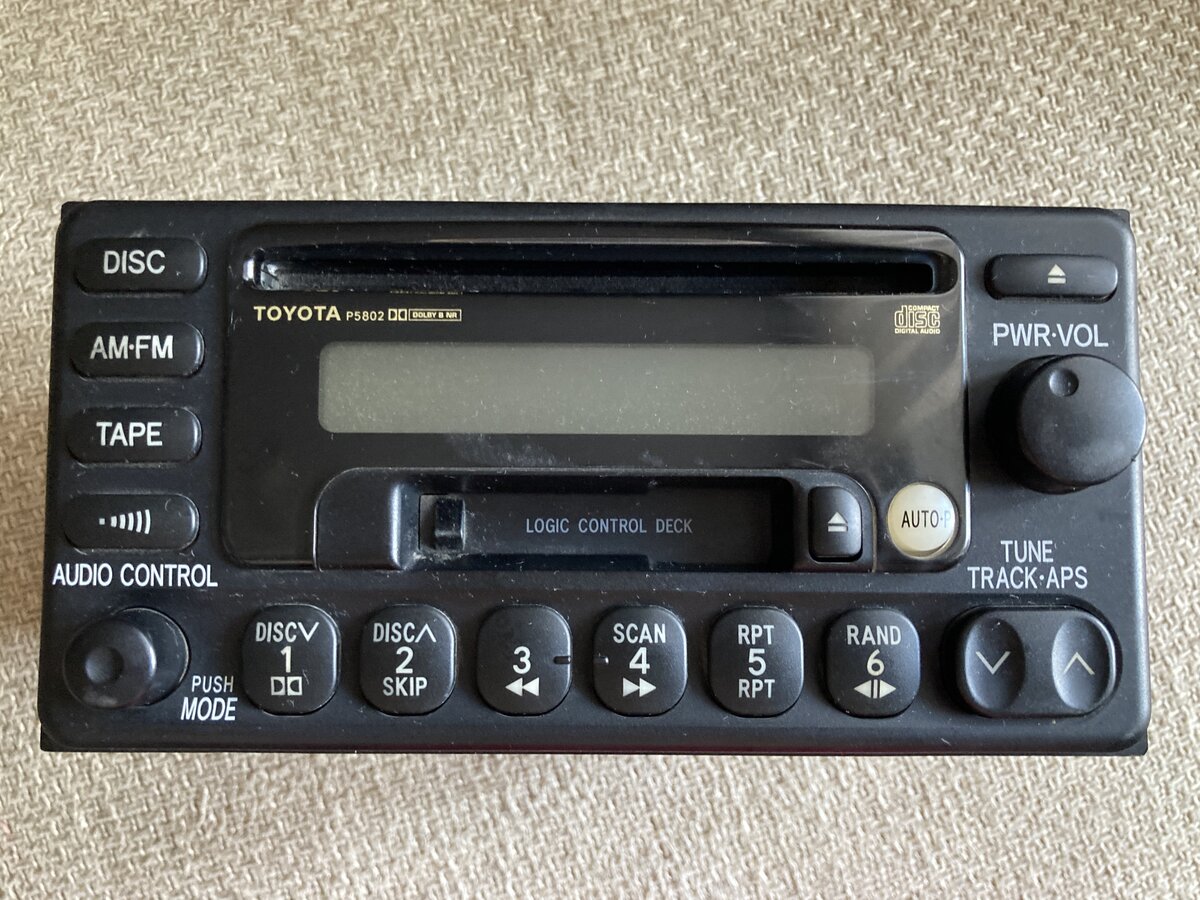 DISC
TOYOTA P5802 DOLBY B NR
COMPACT
disc
DIGITAL AUDIO
PWR·VOL
AM·FM
TAPE
LOGIC CONTROL DECK
AUTO·P
AUDIO CONTROL
TUNE
TRACK·APS
PUSH
MODE
DISC
1
DISC
2
SKIP
3
SCAN
4
RPT
5
RPT
RAND
6